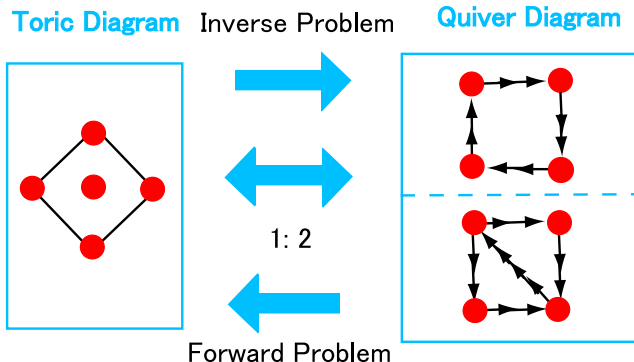 Toric Diagram
Inverse Problem
Quiver Diagram
1: 2
Forward Problem